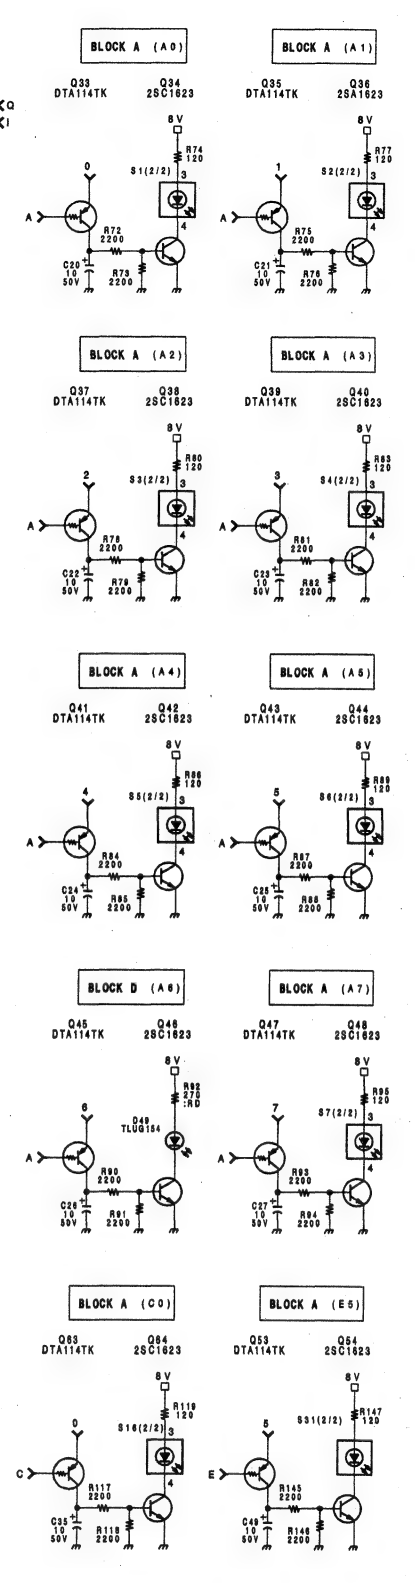 BLOCK A (A0)
BLOCK A (A1)
Q33
DTA114TK
Q34
2SC1623
Q35
DTA114TK
Q36
2SA1623
Q
I
8V
R74
120
S1(2/2)
3
4
0
A
R72
2200
C20
10
50V
+
R73
2200
8V
R77
120
S2(2/2)
3
4
1
A
R75
2200
C21
10
50V
+
R76
2200
BLOCK A (A2)
BLOCK A (A3)
Q37
DTA114TK
Q38
2SC1623
Q39
DTA114TK
Q40
2SC1623
8V
R80
120
S3(2/2)
3
4
2
A
R78
2200
C22
10
50V
+
R79
2200
8V
R83
120
S4(2/2)
3
4
3
A
R81
2200
C23
10
50V
+
R82
2200
BLOCK A (A4)
BLOCK A (A5)
Q41
DTA114TK
Q42
2SC1623
Q43
DTA114TK
Q44
2SC1623
8V
R86
120
S5(2/2)
3
4
4
A
R84
2200
C24
10
50V
+
R85
2200
8V
R89
120
S6(2/2)
3
4
5
A
R87
2200
C25
10
50V
+
R88
2200
BLOCK D (A6)
BLOCK A (A7)
Q45
DTA114TK
Q46
2SC1623
Q47
DTA114TK
Q48
2SC1623
8V
R92
270
:RD
D49
TLUG154
6
A
R90
2200
C26
10
50V
+
R91
2200
8V
R95
120
S7(2/2)
3
4
7
A
R93
2200
C27
10
50V
+
R94
2200
BLOCK A (C0)
BLOCK A (E5)
Q63
DTA114TK
Q64
2SC1623
Q53
DTA114TK
Q54
2SC1623
8V
R119
120
S16(2/2)
3
4
0
C
R117
2200
C35
10
50V
+
R118
2200
8V
R147
120
S31(2/2)
5
E
R145
2200
C49
10
50V
+
R146
2200